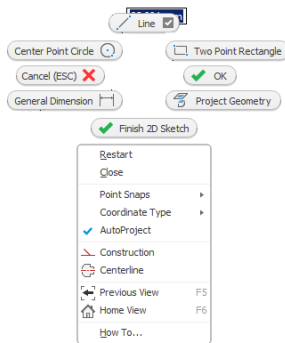 Line
Center Point Circle
Two Point Rectangle
Cancel (ESC)
OK
General Dimension
Project Geometry
Finish 2D Sketch
Restart
Close
Point Snaps
Coordinate Type
AutoProject
Construction
Centerline
Previous View F5
Home View F6
How To...